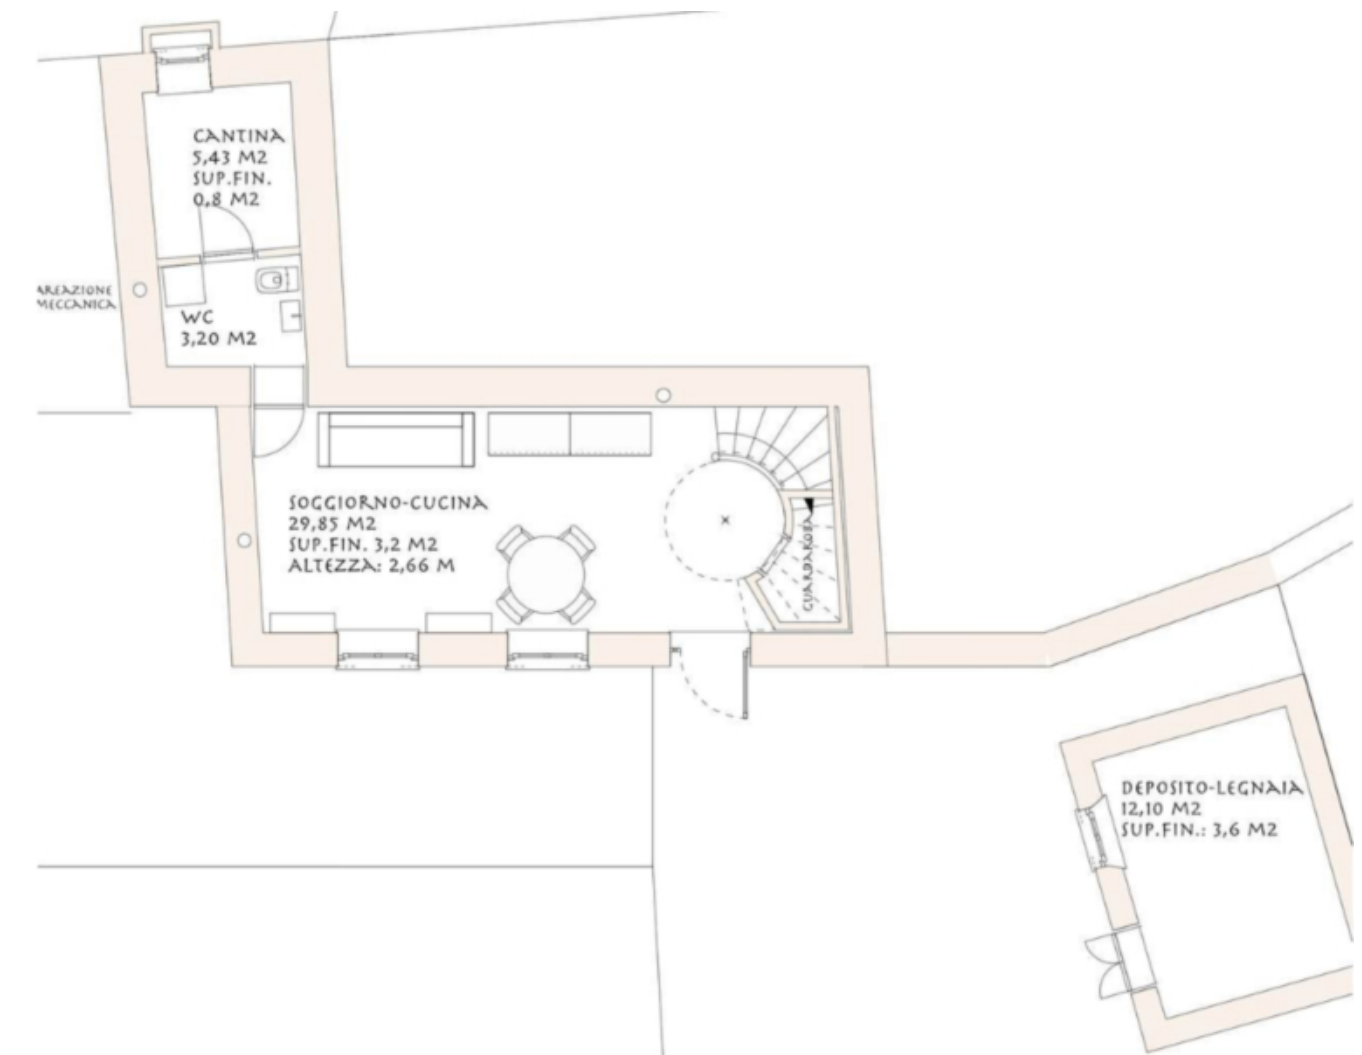 CANTINA
5,43 M2
SUP.FIN.
0,8 M2
AREAZIONE
MECCANICA
WC
3,20 M2
SOGGIORNO-CUCINA
29,85 M2
SUP.FIN. 3,2 M2
ALTEZZA: 2,66 M
GUARDAROBA
DEPOSITO-LEGNAIA
12,10 M2
SUP.FIN.: 3,6 M2